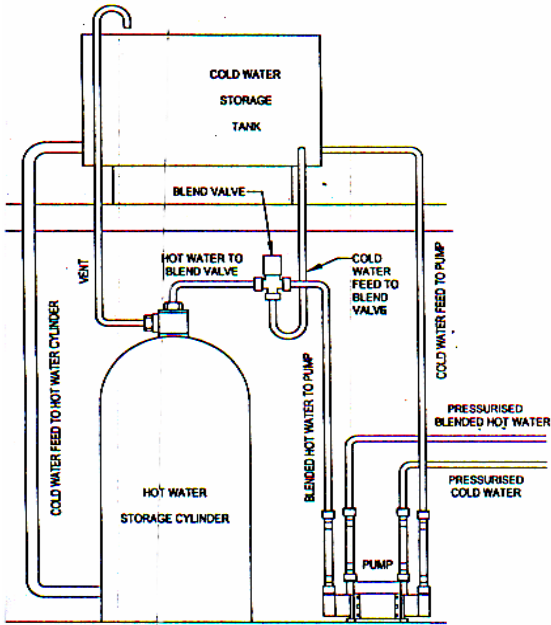 COLD WATER
STORAGE
TANK
BLEND VALVE
HOT WATER TO
BLEND VALVE
COLD
WATER
FEED TO
BLEND
VALVE
VENT
COLD WATER FEED TO HOT WATER CYLINDER
BLENDED HOT WATER TO PUMP
COLD WATER FEED TO PUMP
PRESSURISED
BLENDED HOT WATER
PRESSURISED
COLD WATER
HOT WATER
STORAGE CYLINDER
PUMP